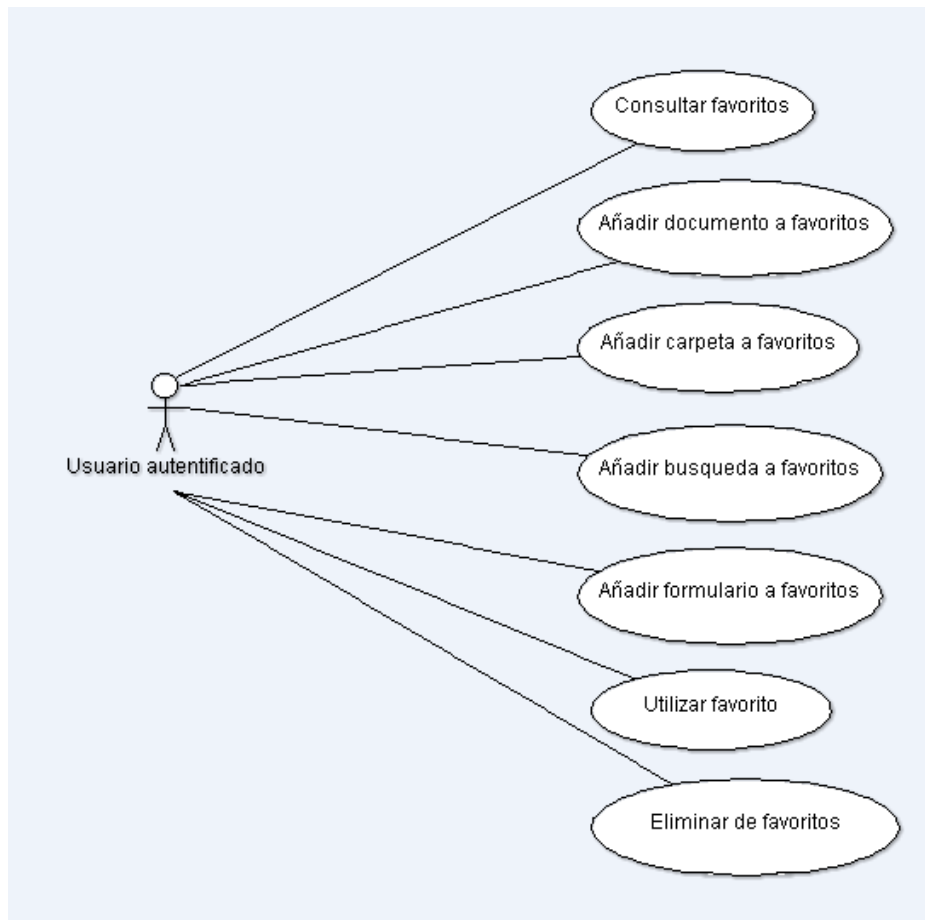 Consultar favoritos
Añadir documento a favoritos
Añadir carpeta a favoritos
Usuario autentificado
Añadir busqueda a favoritos
Añadir formulario a favoritos
Utilizar favorito
Eliminar de favoritos